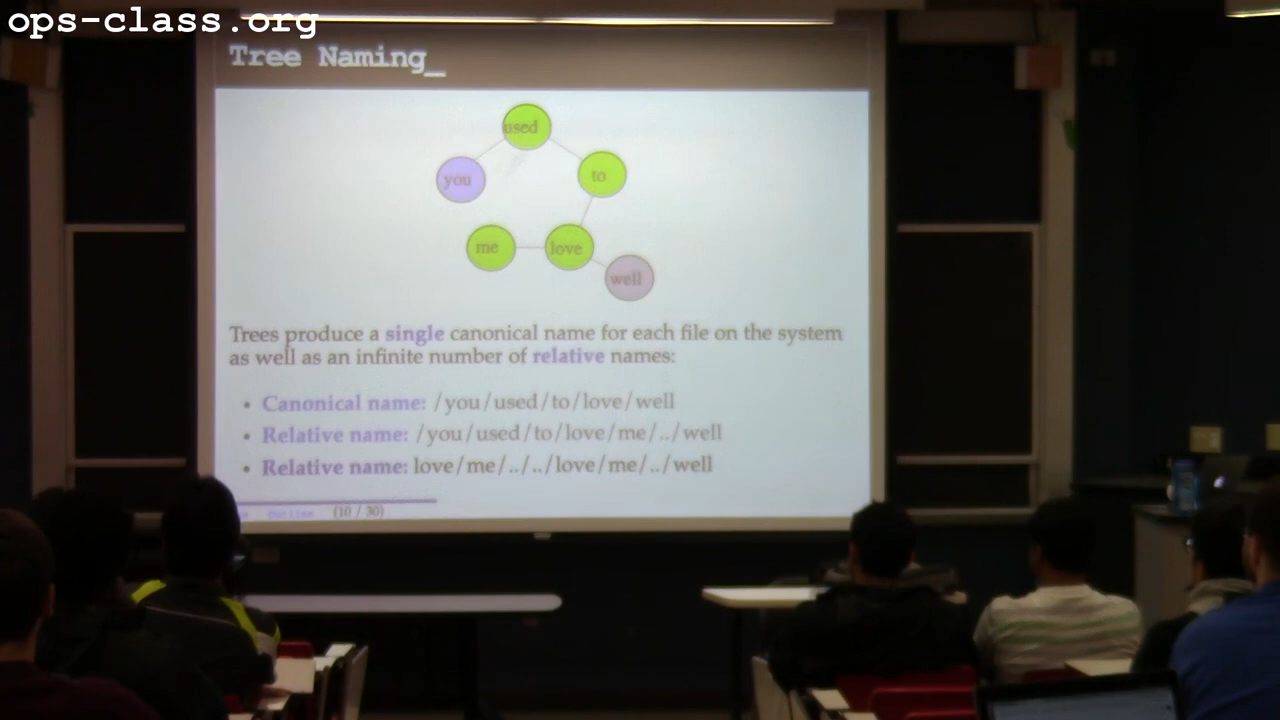 ops-class.org
Tree Naming_
used
you
to
me
love
well
Trees produce a single canonical name for each file on the system
as well as an infinite number of relative names:
• Canonical name: /you/used/to/love/well
• Relative name: /you/used/to/love/me/../well
• Relative name: love/me/../../love/me/../well
outline (10 / 30)